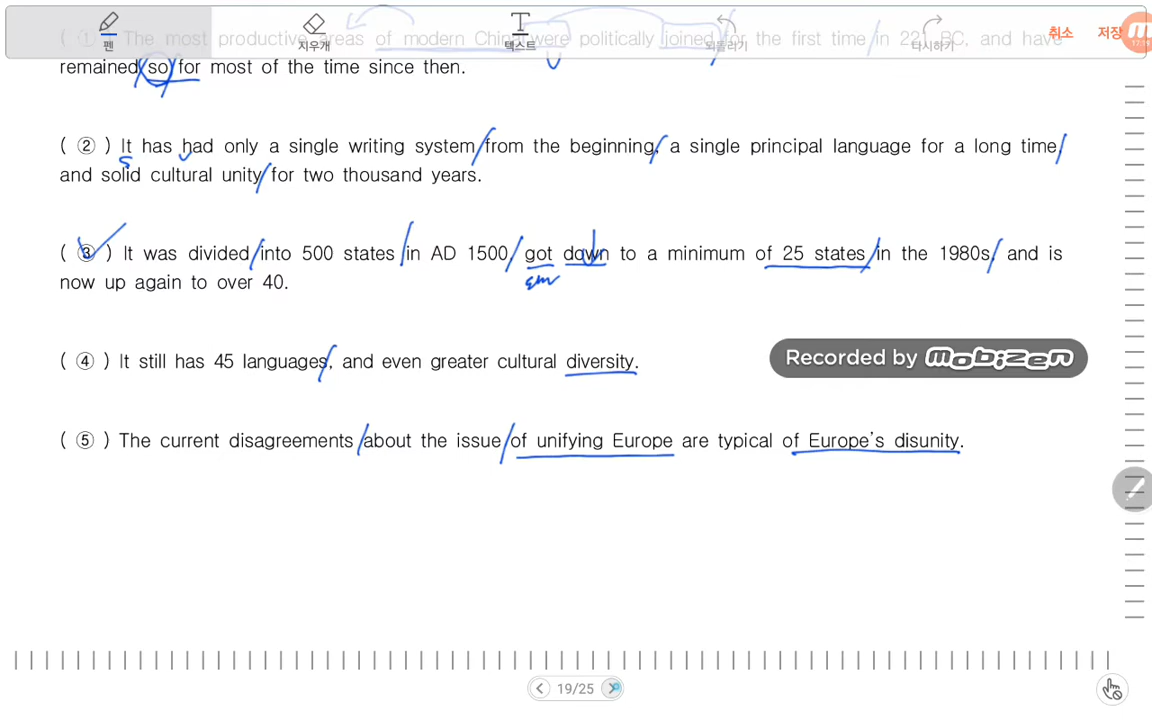 펜 지우개 텍스트 되돌리기 다시하기 취소 저장
( ① ) The most productive areas of modern China were politically joined for the first time in 221 BC, and have
remained so for most of the time since then.
( ② ) It has had only a single writing system from the beginning, a single principal language for a long time,
S
and solid cultural unity for two thousand years.
( ③ ) It was divided into 500 states in AD 1500, got down to a minimum of 25 states in the 1980s, and is
now up again to over 40.
( ④ ) It still has 45 languages, and even greater cultural diversity.
Recorded by mobizen
( ⑤ ) The current disagreements about the issue of unifying Europe are typical of Europe's disunity.
19/25